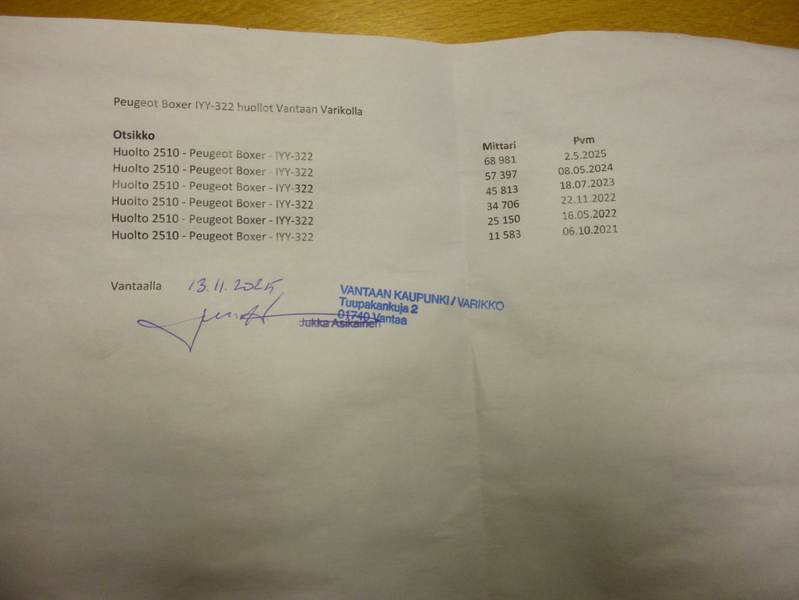 Peugeot Boxer IYY-322 huollot Vantaan Varikolla
Otsikko Mittari Pvm
Huolto 2510 - Peugeot Boxer - IYY-322 68 981 2.5.2025
Huolto 2510 - Peugeot Boxer - IYY-322 57 397 08.05.2024
Huolto 2510 - Peugeot Boxer - IYY-322 45 813 18.07.2023
Huolto 2510 - Peugeot Boxer - IYY-322 34 706 22.11.2022
Huolto 2510 - Peugeot Boxer - IYY-322 25 150 16.05.2022
Huolto 2510 - Peugeot Boxer - IYY-322 11 583 06.10.2021
Vantaalla 13.11.2025
VANTAAN KAUPUNKI / VARIKKO
Tuupakankuja 2
01740 Vantaa
Jukka Asikainen